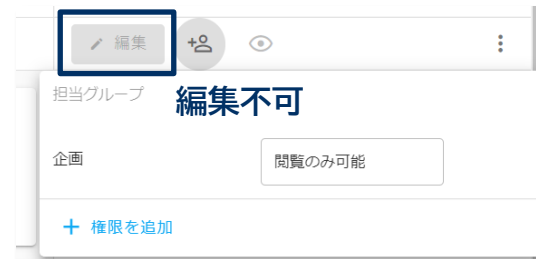 編集
担当グループ
編集不可
企画
閲覧のみ可能
+ 権限を追加